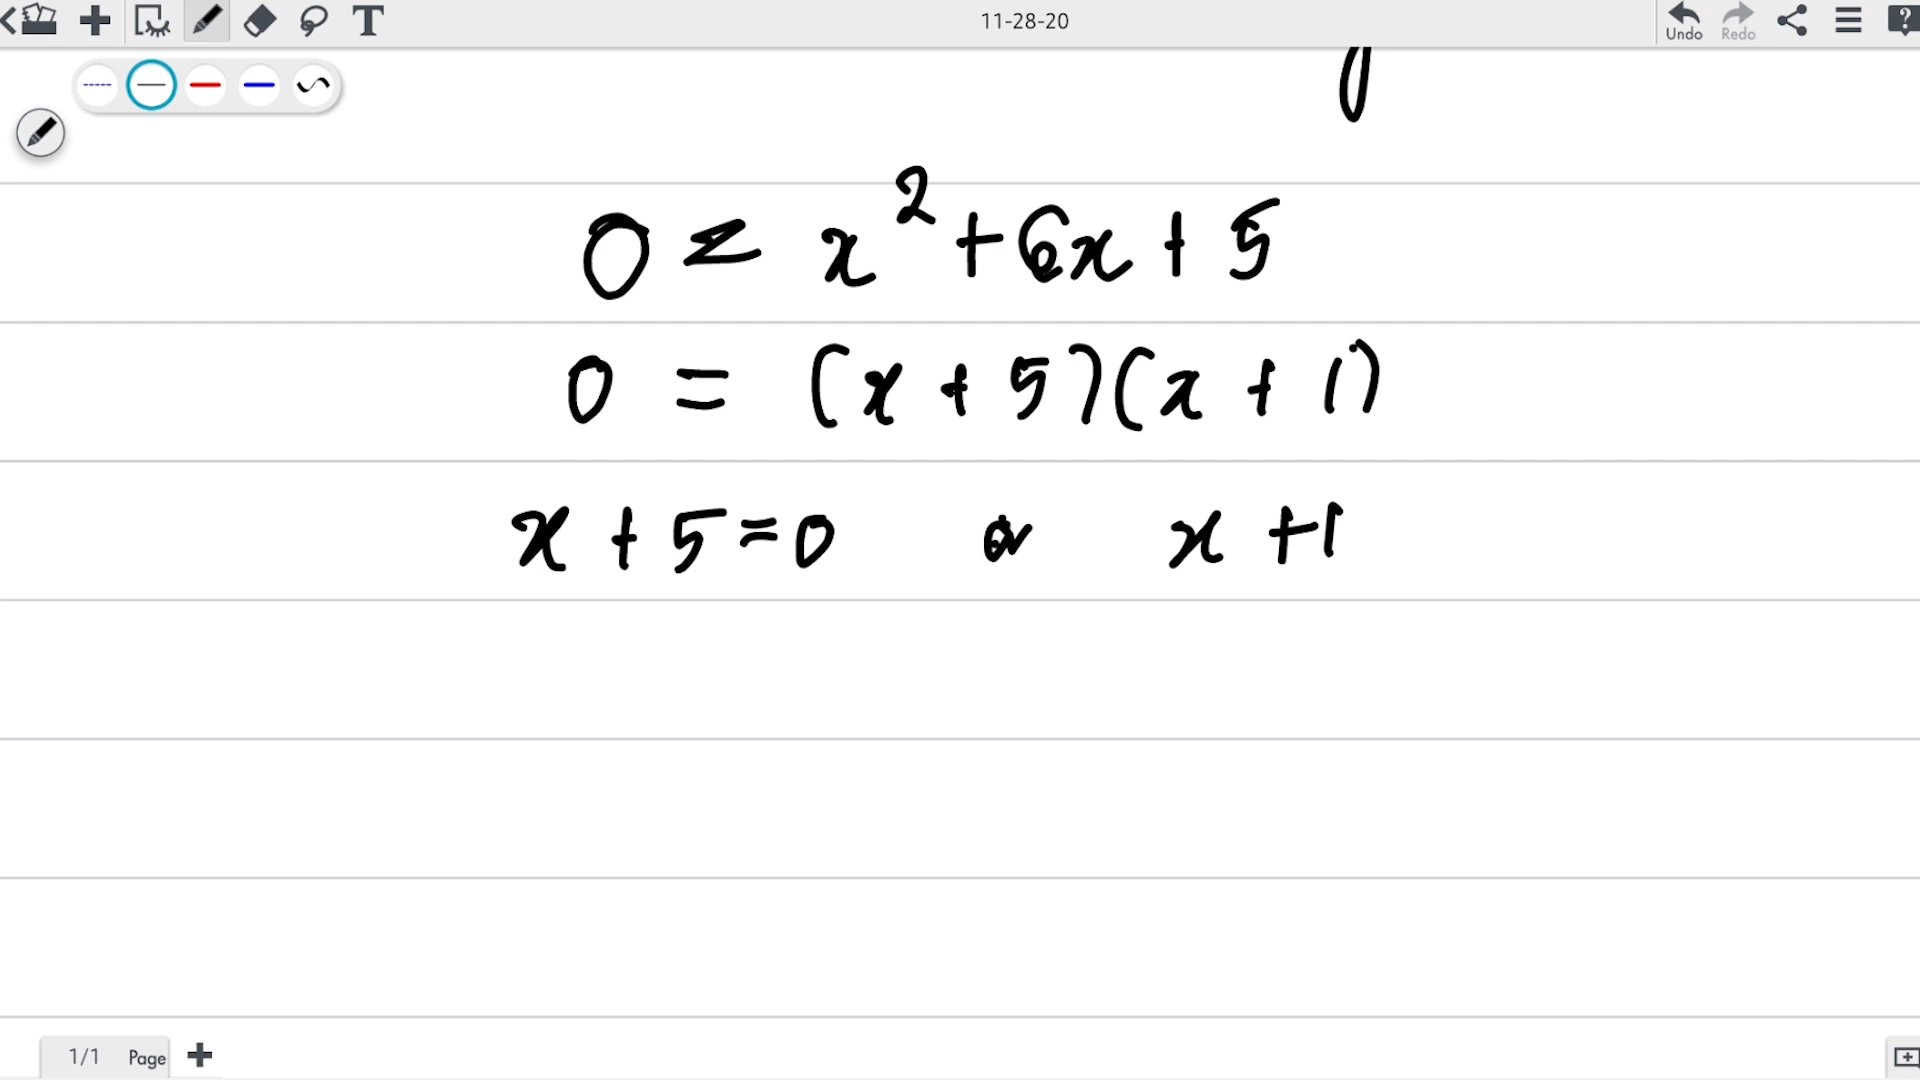 11-28-20
Undo Redo
T
0 = x² + 6x + 5
0 = (x + 5)(x + 1)
x + 5 = 0 or x + 1
1/1 Page